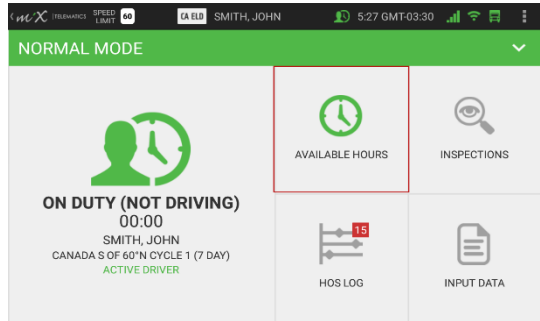 miX [TELEMATICS] SPEED LIMIT 60 CA ELD SMITH, JOHN 5:27 GMT-03:30
NORMAL MODE
AVAILABLE HOURS
INSPECTIONS
ON DUTY (NOT DRIVING)
00:00
SMITH, JOHN
CANADA S OF 60°N CYCLE 1 (7 DAY)
ACTIVE DRIVER
15
HOS LOG
INPUT DATA